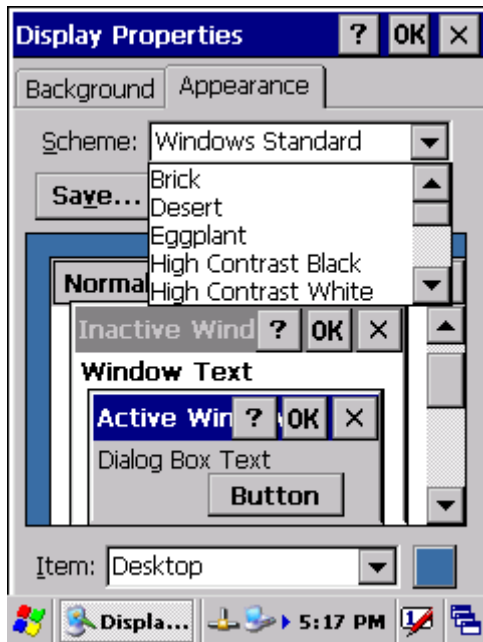 Display Properties ? OK ×
Background Appearance
Scheme: Windows Standard
Save...
Brick
Desert
Eggplant
High Contrast Black
High Contrast White
Normal
Inactive Wind ? OK ×
Window Text
Active Win ? OK ×
Dialog Box Text
Button
Item: Desktop
Displa... 5:17 PM